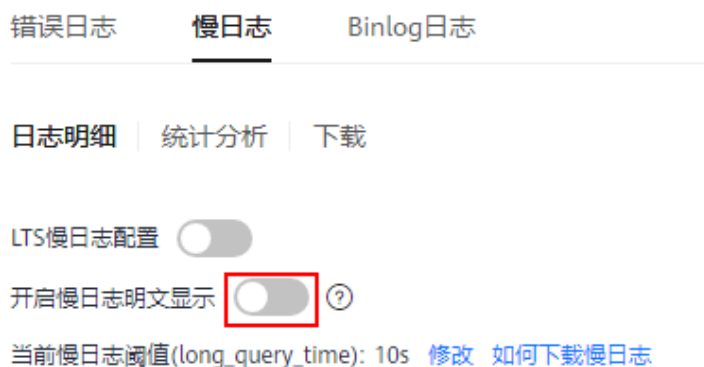 错误日志 慢日志 Binlog日志
日志明细 统计分析 下载
LTS慢日志配置
开启慢日志明文显示 ?
当前慢日志阈值(long_query_time): 10s 修改 如何下载慢日志